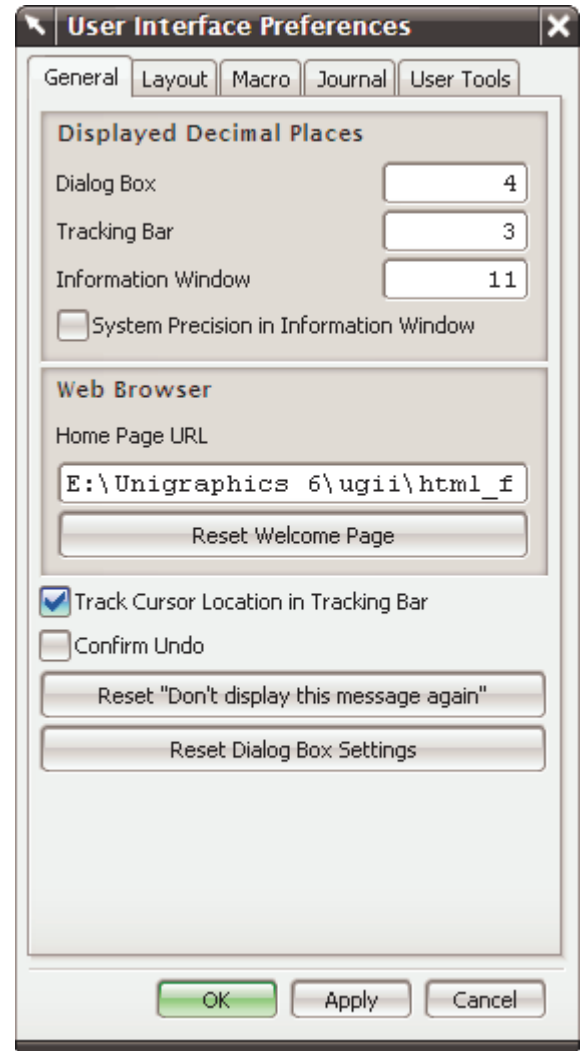 User Interface Preferences
General Layout Macro Journal User Tools
Displayed Decimal Places
Dialog Box 4
Tracking Bar 3
Information Window 11
System Precision in Information Window
Web Browser
Home Page URL
E:\Unigraphics 6\ugii\html_f
Reset Welcome Page
Track Cursor Location in Tracking Bar
Confirm Undo
Reset "Don't display this message again"
Reset Dialog Box Settings
OK Apply Cancel